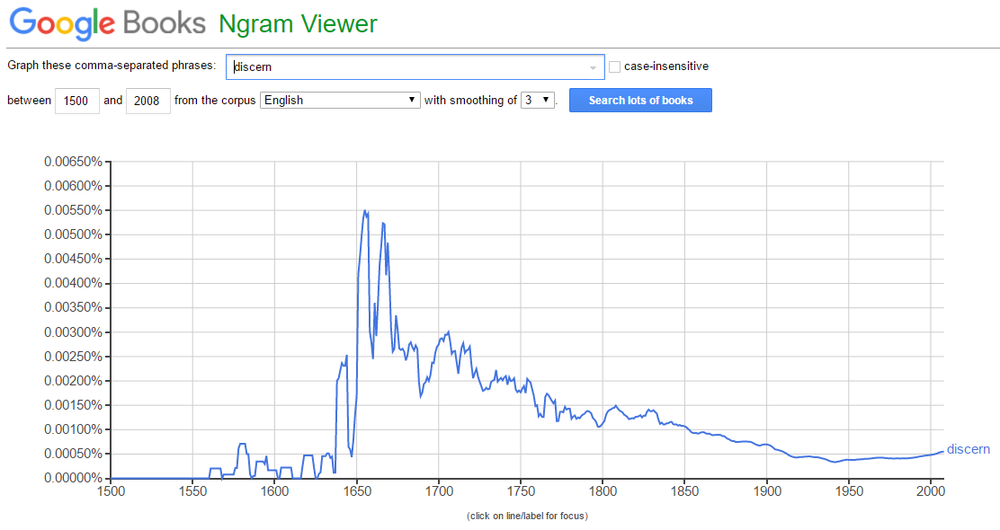 Google Books Ngram Viewer
Graph these comma-separated phrases: discern case-insensitive
between 1500 and 2008 from the corpus English with smoothing of 3 . Search lots of books
0.00650%
0.00600%
0.00550%
0.00500%
0.00450%
0.00400%
0.00350%
0.00300%
0.00250%
0.00200%
0.00150%
0.00100%
0.00050%
discern
0.00000%
1500 1550 1600 1650 1700 1750 1800 1850 1900 1950 2000
(click on line/label for focus)